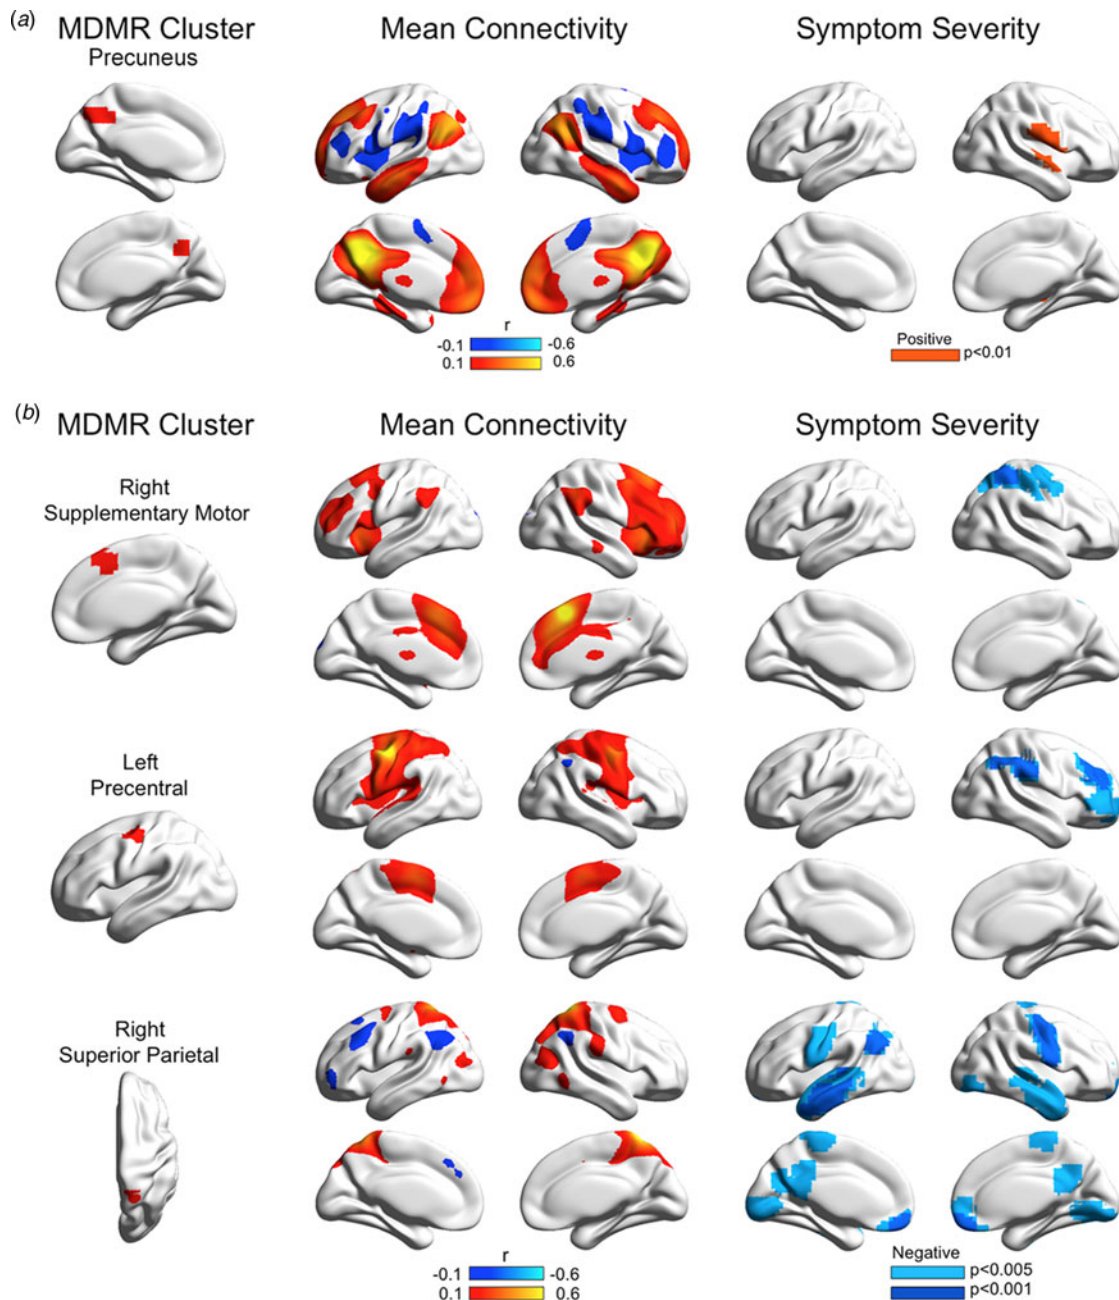 (a)
MDMR Cluster
Precuneus
Mean Connectivity
Symptom Severity
r
-0.1 -0.6
0.1 0.6
Positive
p<0.01
(b)
MDMR Cluster
Mean Connectivity
Symptom Severity
Right
Supplementary Motor
Left
Precentral
Right
Superior Parietal
r
-0.1 -0.6
0.1 0.6
Negative
p<0.005
p<0.001